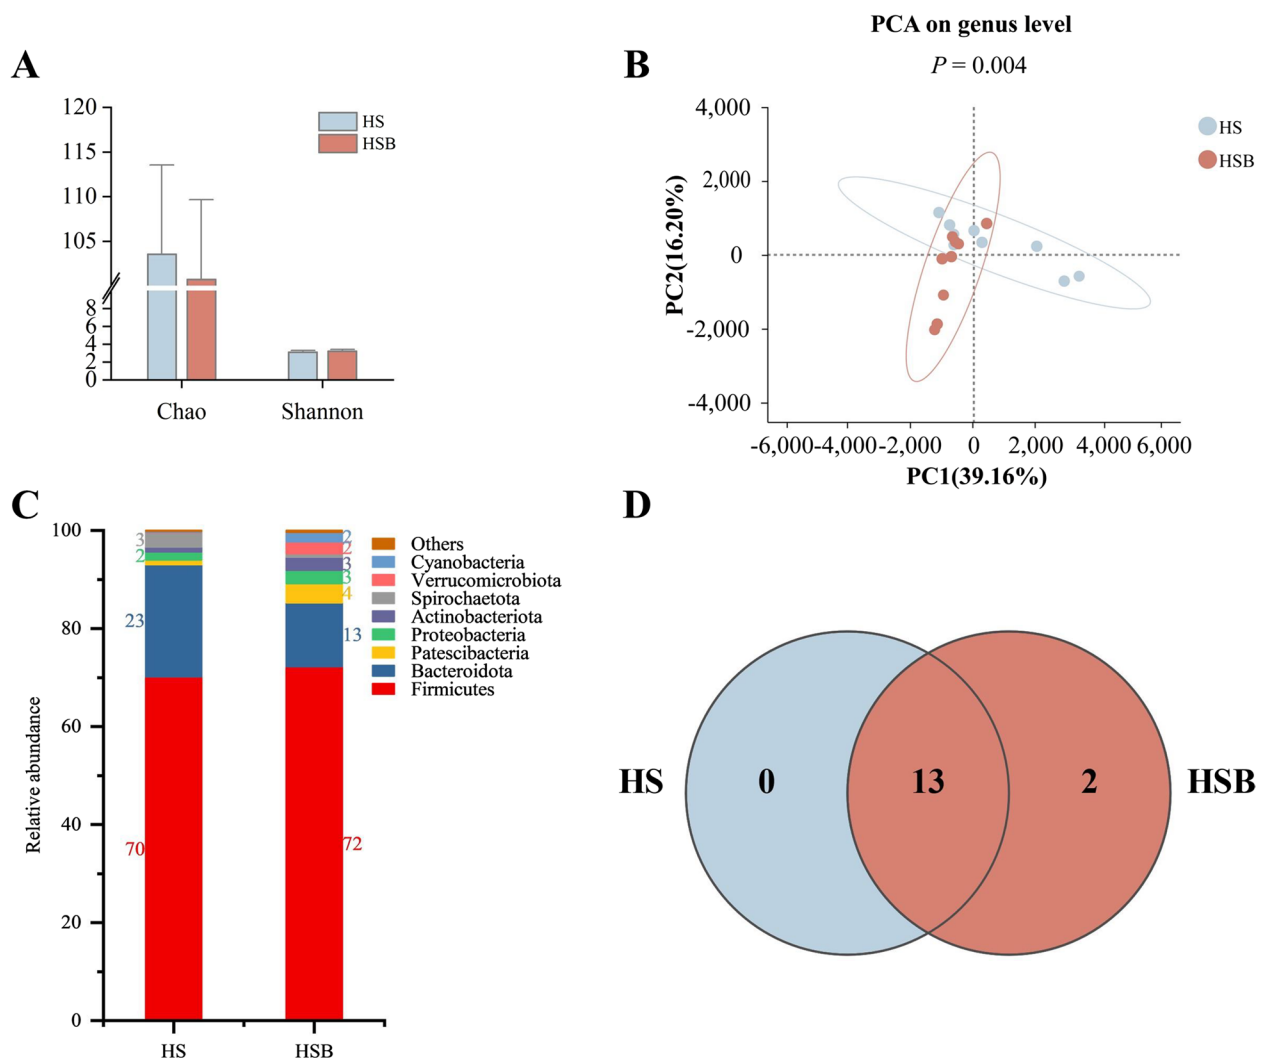 A
120
115
110
105
8
6
4
2
0
HS
HSB
Chao
Shannon
PCA on genus level
B
P = 0.004
4,000
2,000
0
-2,000
-4,000
PC2(16.20%)
HS
HSB
-6,000 -4,000 -2,000 0 2,000 4,000 6,000
PC1(39.16%)
C
100
80
60
40
20
0
Relative abundance
3
2
23
70
2
2
3
3
4
13
72
HS
HSB
Others
Cyanobacteria
Verrucomicrobiota
Spirochaetota
Actinobacteriota
Proteobacteria
Patescibacteria
Bacteroidota
Firmicutes
D
HS
0
13
2
HSB